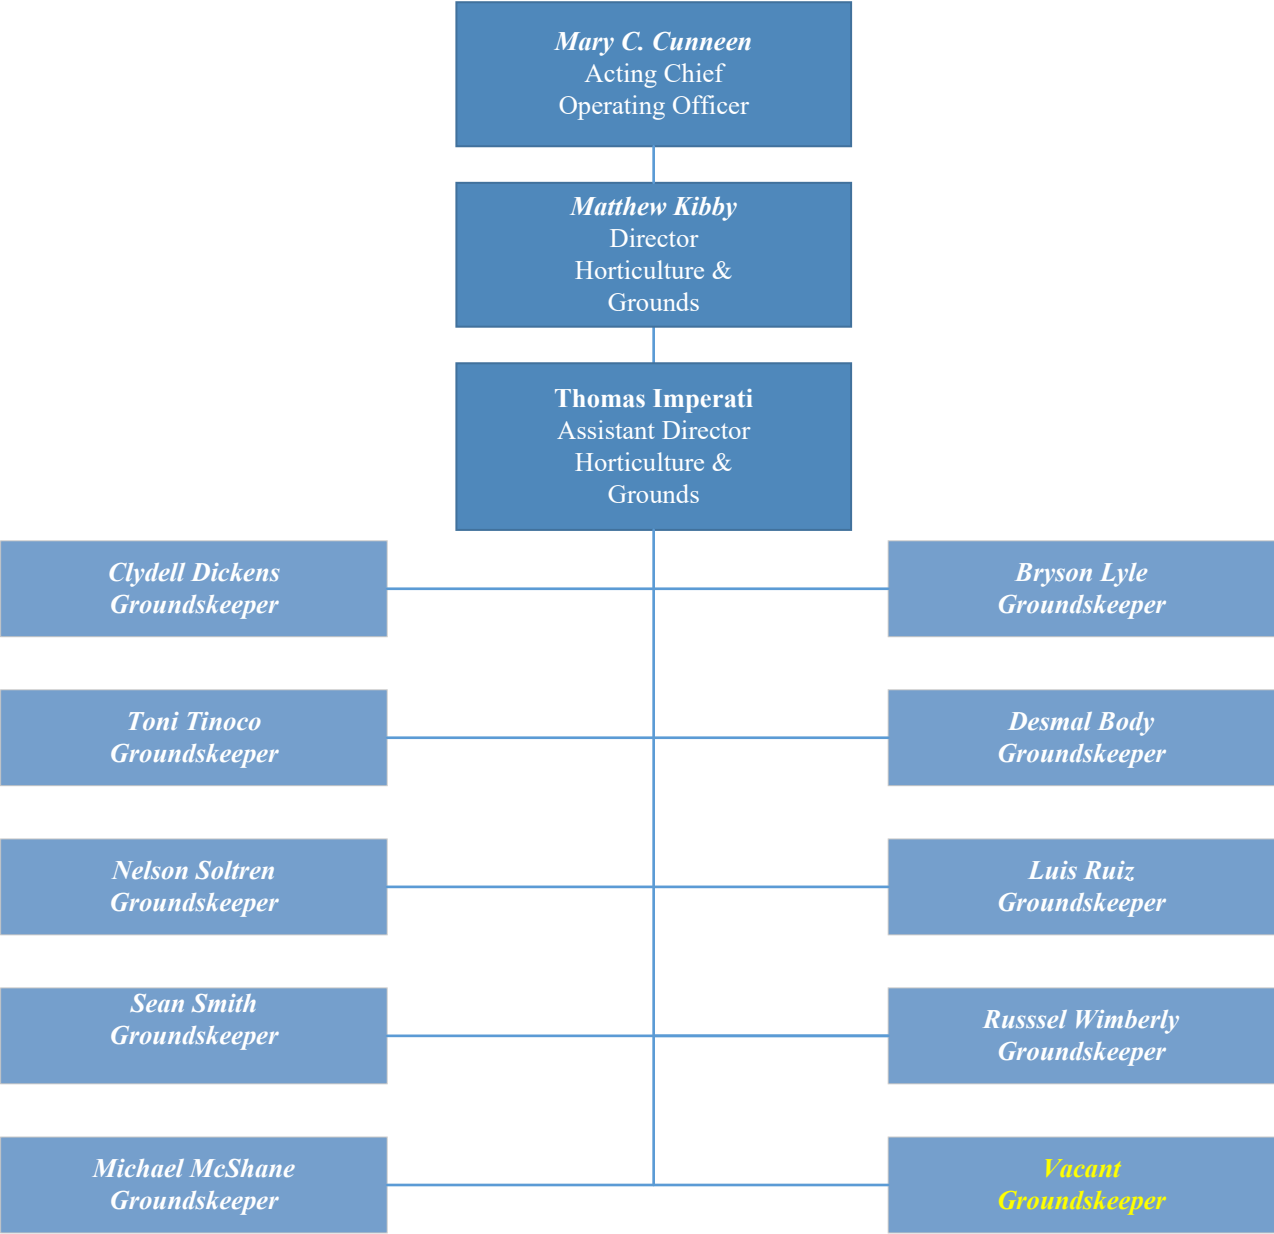 Mary C. Cunneen
Acting Chief
Operating Officer
Matthew Kibby
Director
Horticulture &
Grounds
Thomas Imperati
Assistant Director
Horticulture &
Grounds
Clydell Dickens
Groundskeeper
Bryson Lyle
Groundskeeper
Toni Tinoco
Groundskeeper
Desmal Body
Groundskeeper
Nelson Soltren
Groundskeeper
Luis Ruiz
Groundskeeper
Sean Smith
Groundskeeper
Russsel Wimberly
Groundskeeper
Michael McShane
Groundskeeper
Vacant
Groundskeeper